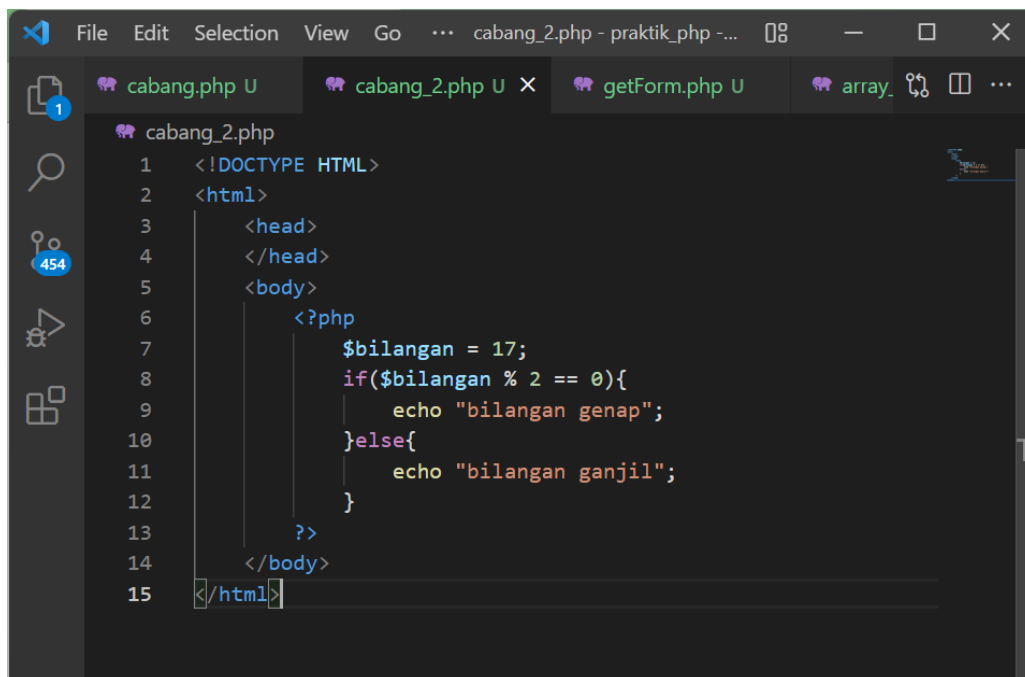 File Edit Selection View Go ··· cabang_2.php - praktik_php -...
cabang.php U cabang_2.php U getForm.php U array_
1
cabang_2.php
1 <!DOCTYPE HTML>
2 <html>
3 <head>
4 </head>
454
5 <body>
6 <?php
7 $bilangan = 17;
8 if($bilangan % 2 == 0){
9 echo "bilangan genap";
10 }else{
11 echo "bilangan ganjil";
12 }
13 ?>
14 </body>
15 </html>